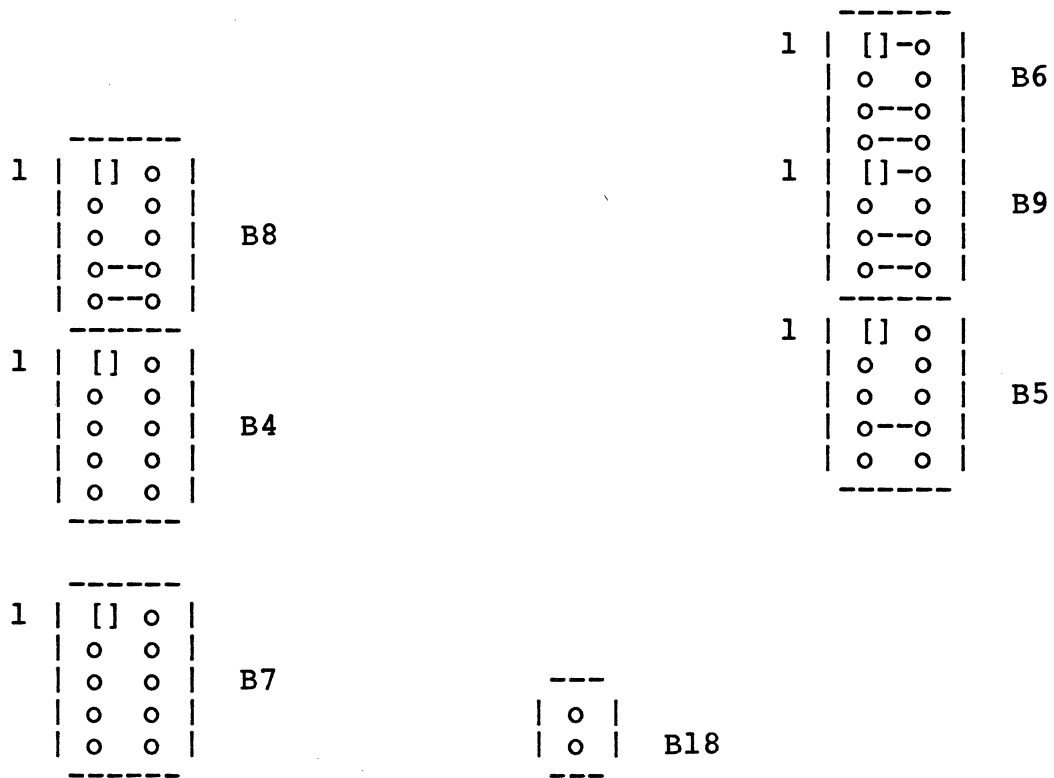 ------
1 | []-o |
| o o | B6
| o--o |
------ | o--o |
1 | [] o | 1 | []-o |
| o o | | o o | B9
| o o | B8 | o--o |
| o--o | | o--o |
| o--o | ------
------ 1 | [] o |
1 | [] o | | o o |
| o o | | o o | B5
| o o | B4 | o--o |
| o o | | o o |
| o o | ------
------
------
1 | [] o |
| o o |
| o o | B7 ---
| o o | | o |
| o o | | o | B18
------ ---